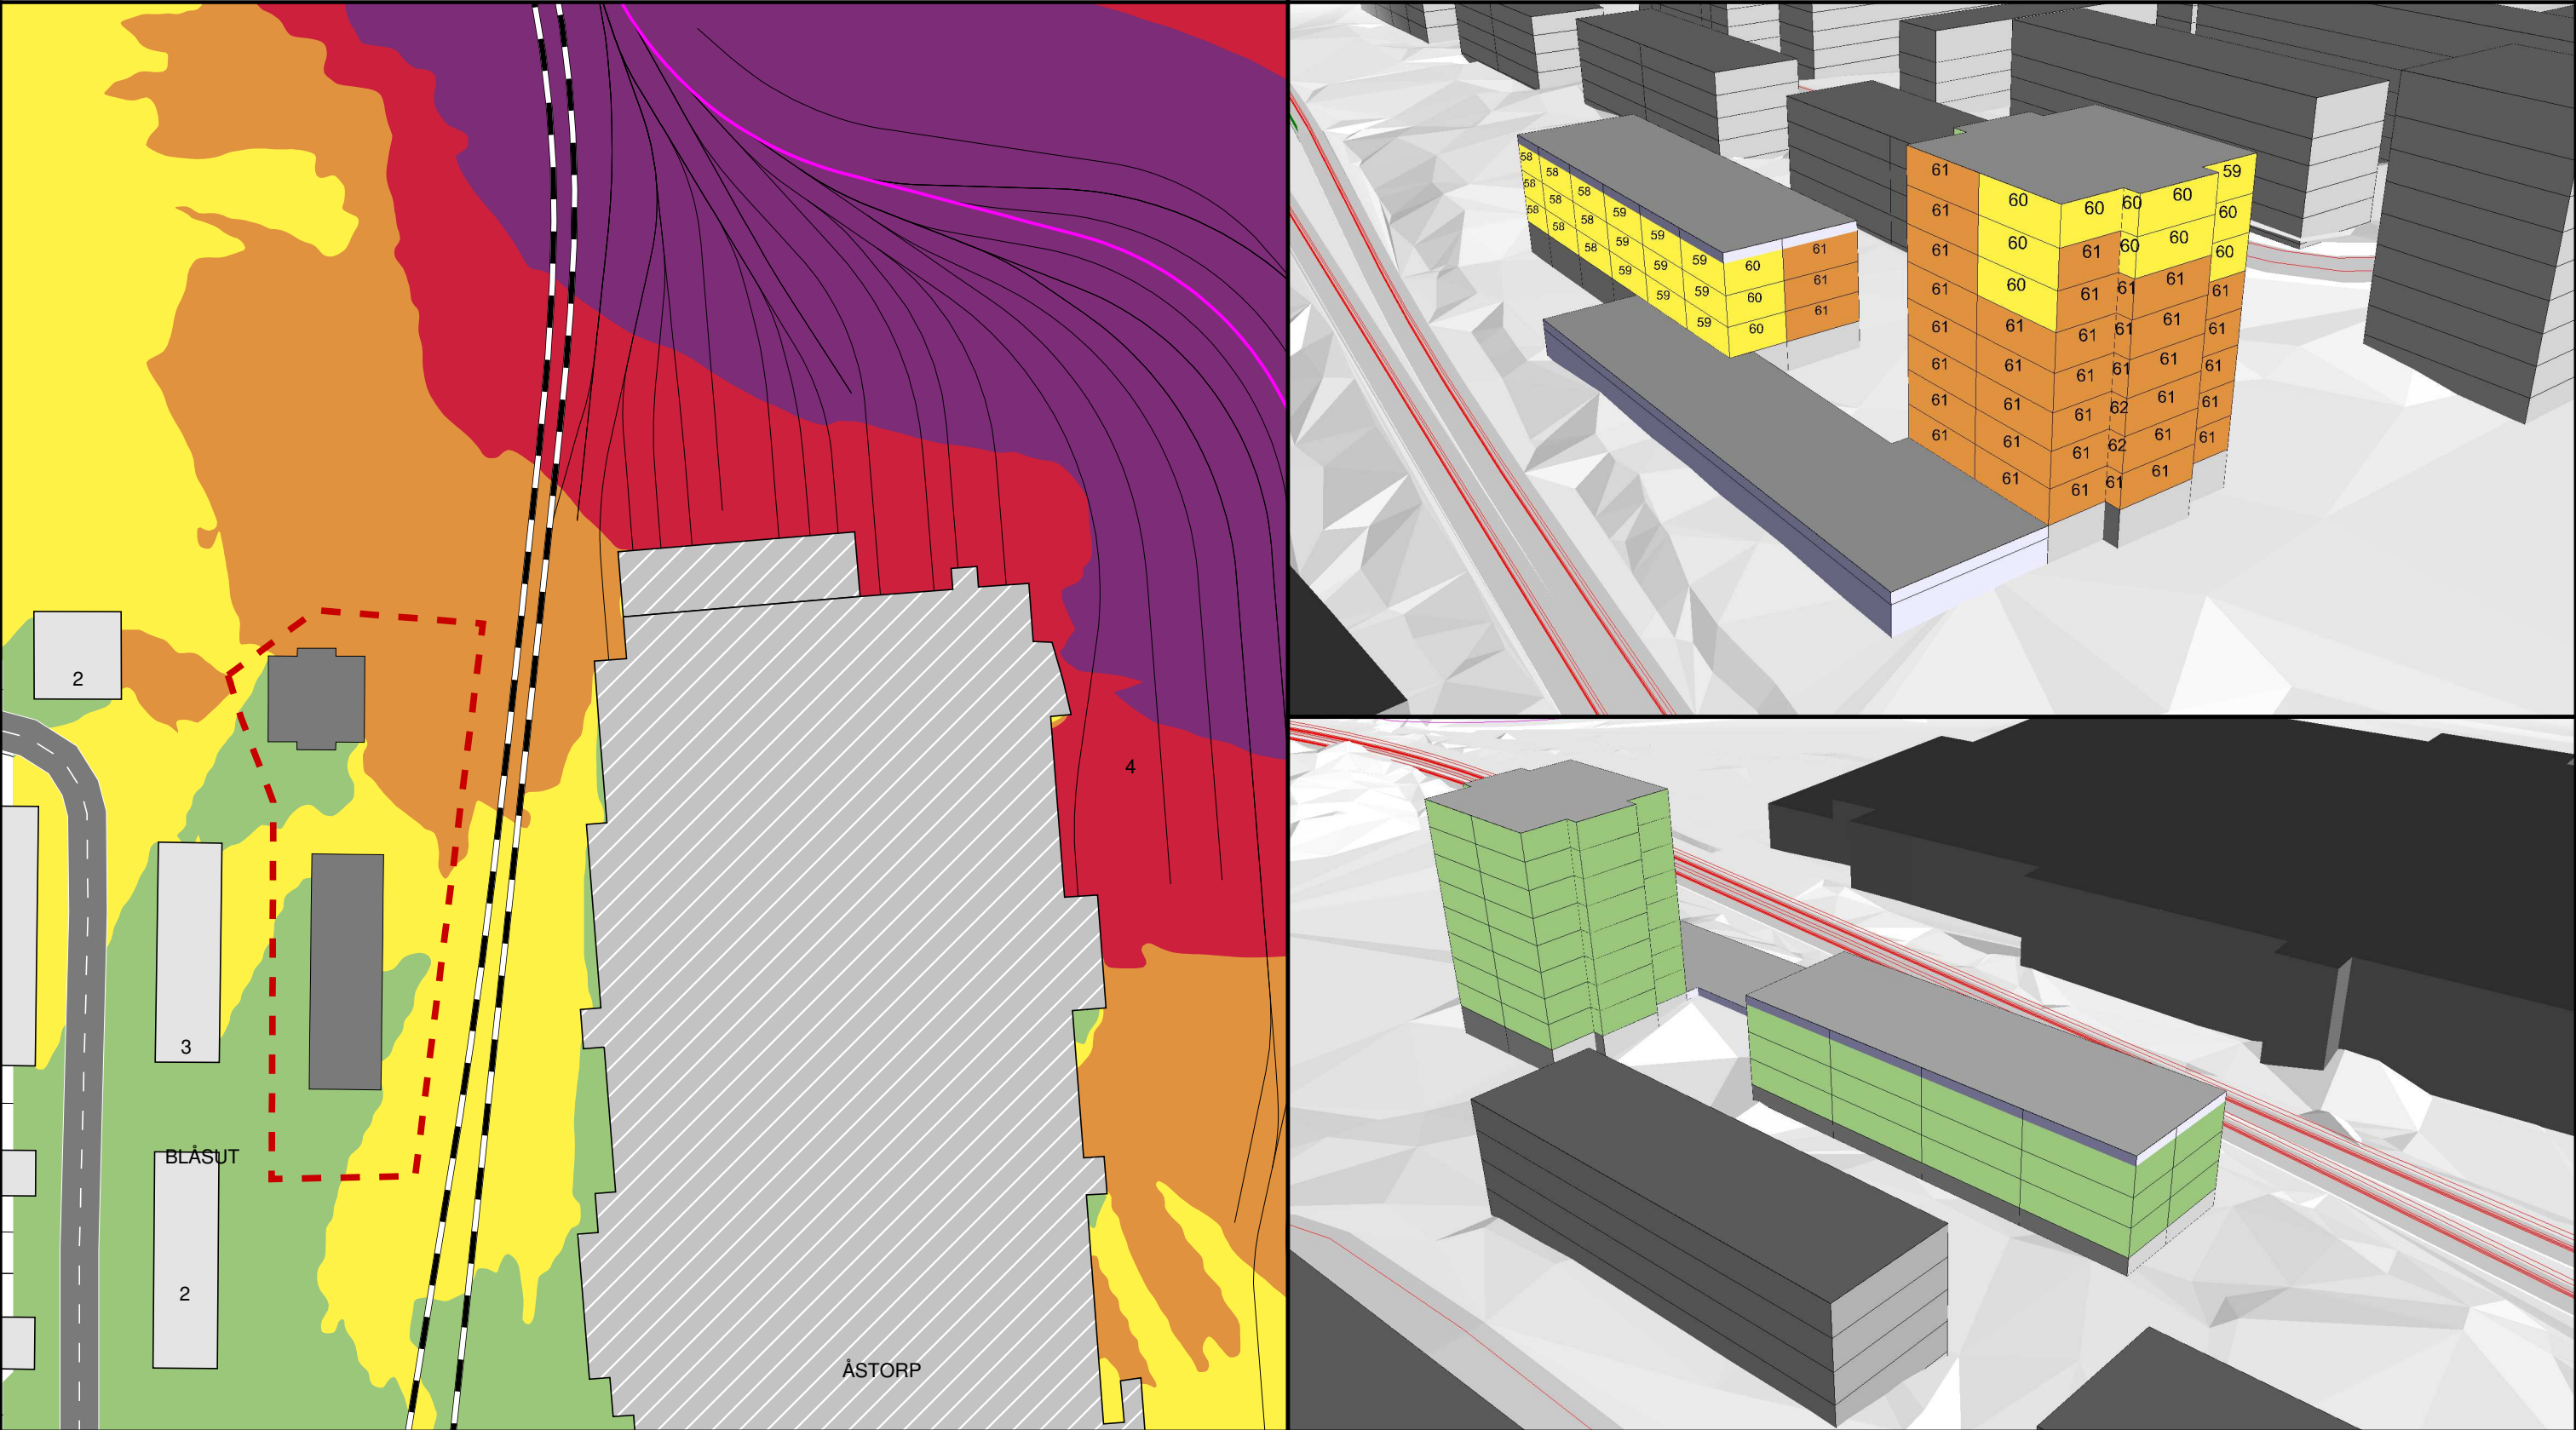 2
4
3
BLÅSUT
2
ÅSTORP
58 58 58 59 59 59 60 61
58 58 58 59 59 59 60 61
58 58 58 59 59 59 60 61
61 60 60 60 60 59
61 60 61 60 60 60
61 60 61 61 61 60
61 61 61 61 61 61
61 61 61 61 61 61
61 61 61 62 61 61
61 61 61 62 61 61
61 61 61 61 61 61